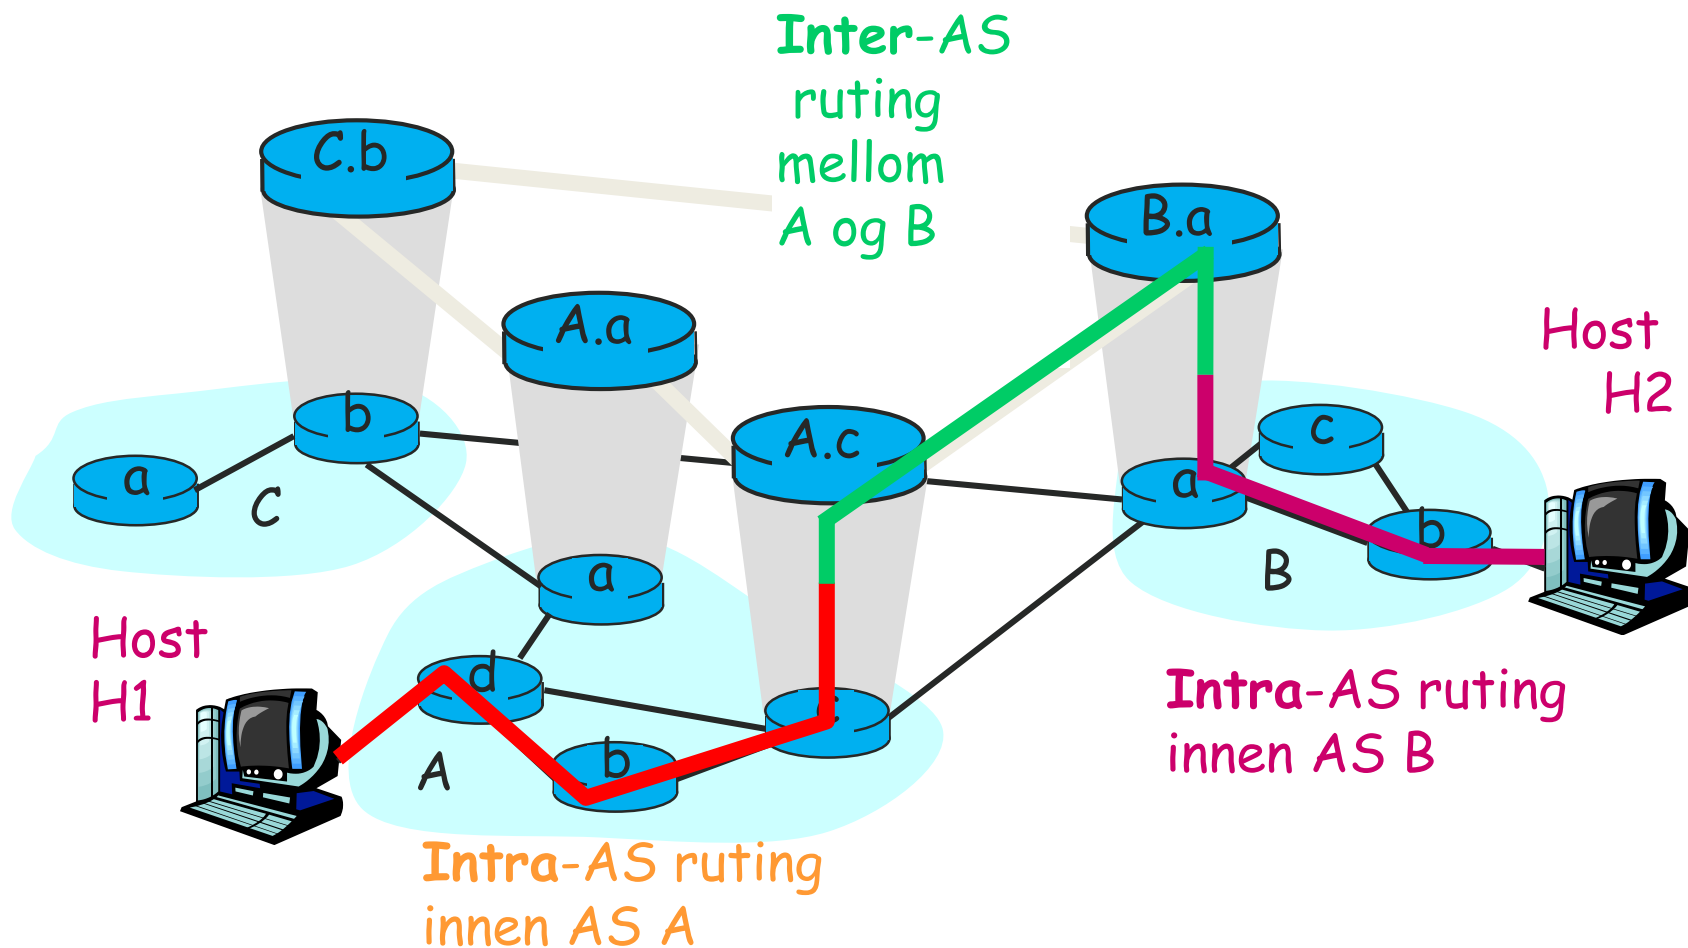 Inter-AS
ruting
mellom
A og B
C.b
B.a
A.a
Host
H2
b
A.c
c
a
a
C
b
B
a
Host
H1
d
A
b
Intra-AS ruting
innen AS B
Intra-AS ruting
innen AS A